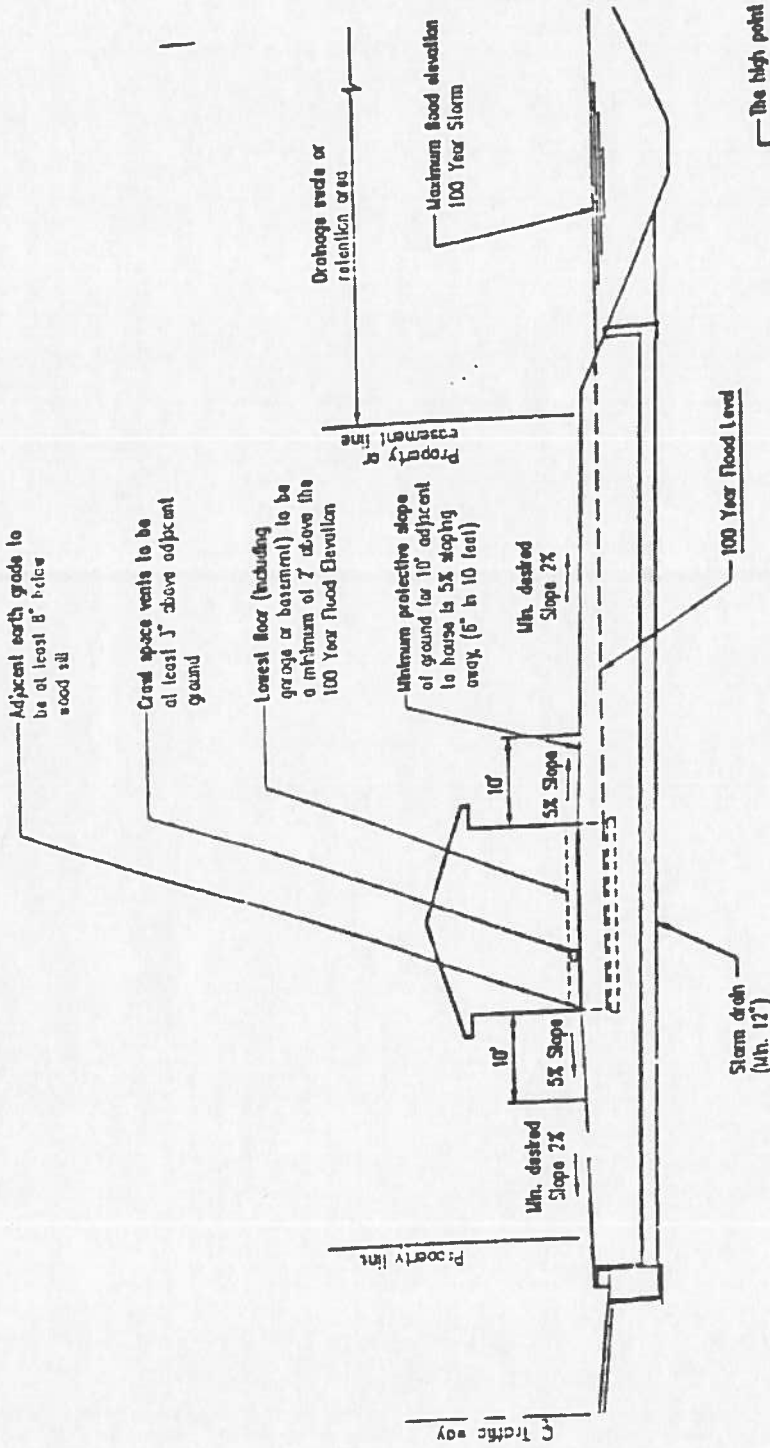 Adjacent earth grade to
be at least 8" below
wood sill
Crawl space vents to be
at least 1" above adjacent
ground
Lowest floor (including
garage or basement) to be
a minimum of 2' above the
100 Year Flood Elevation
Minimum protective slope
of ground for 10' adjacent
to house is 5% sloping
away, (6" in 10 feet)
Drainage swale or
retention area
Maximum flood elevation
100 Year Storm
Property or
easement line
10'
5% Slope
Min. desired
Slope 2%
10'
5% Slope
Min. desired
Slope 2%
Property line
℄ Traffic way
100 Year Flood Level
Storm drain
(Min. 12")
The high point